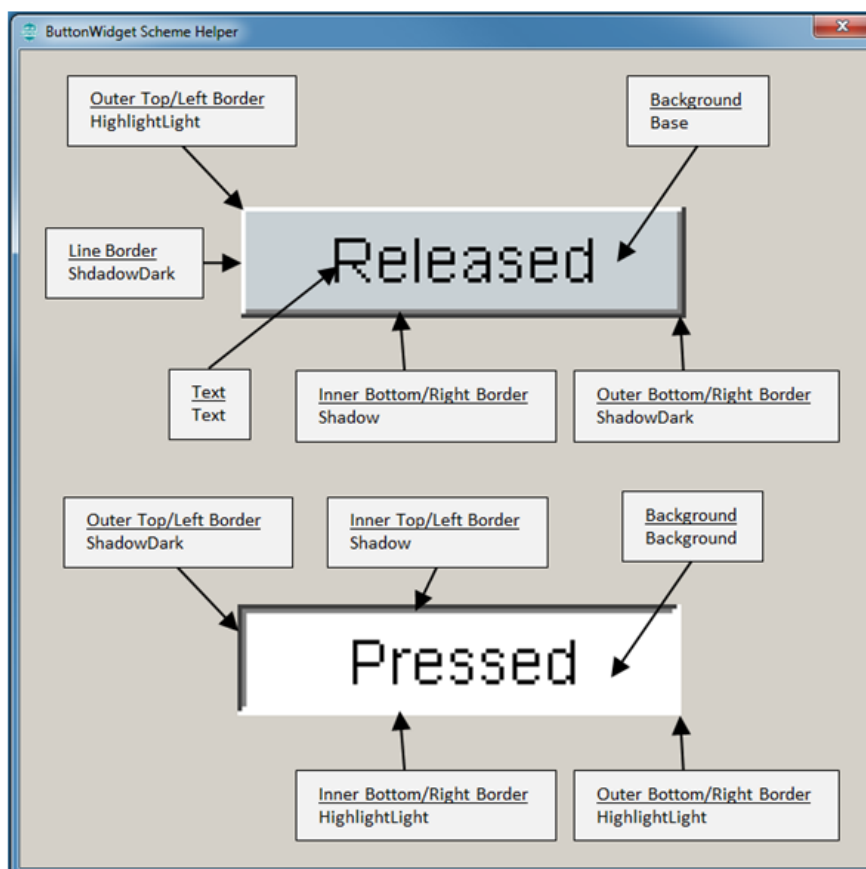 ButtonWidget Scheme Helper
Outer Top/Left Border
HighlightLight
Background
Base
Line Border
ShdadowDark
Released
Text
Text
Inner Bottom/Right Border
Shadow
Outer Bottom/Right Border
ShadowDark
Outer Top/Left Border
ShadowDark
Inner Top/Left Border
Shadow
Background
Background
Pressed
Inner Bottom/Right Border
HighlightLight
Outer Bottom/Right Border
HighlightLight